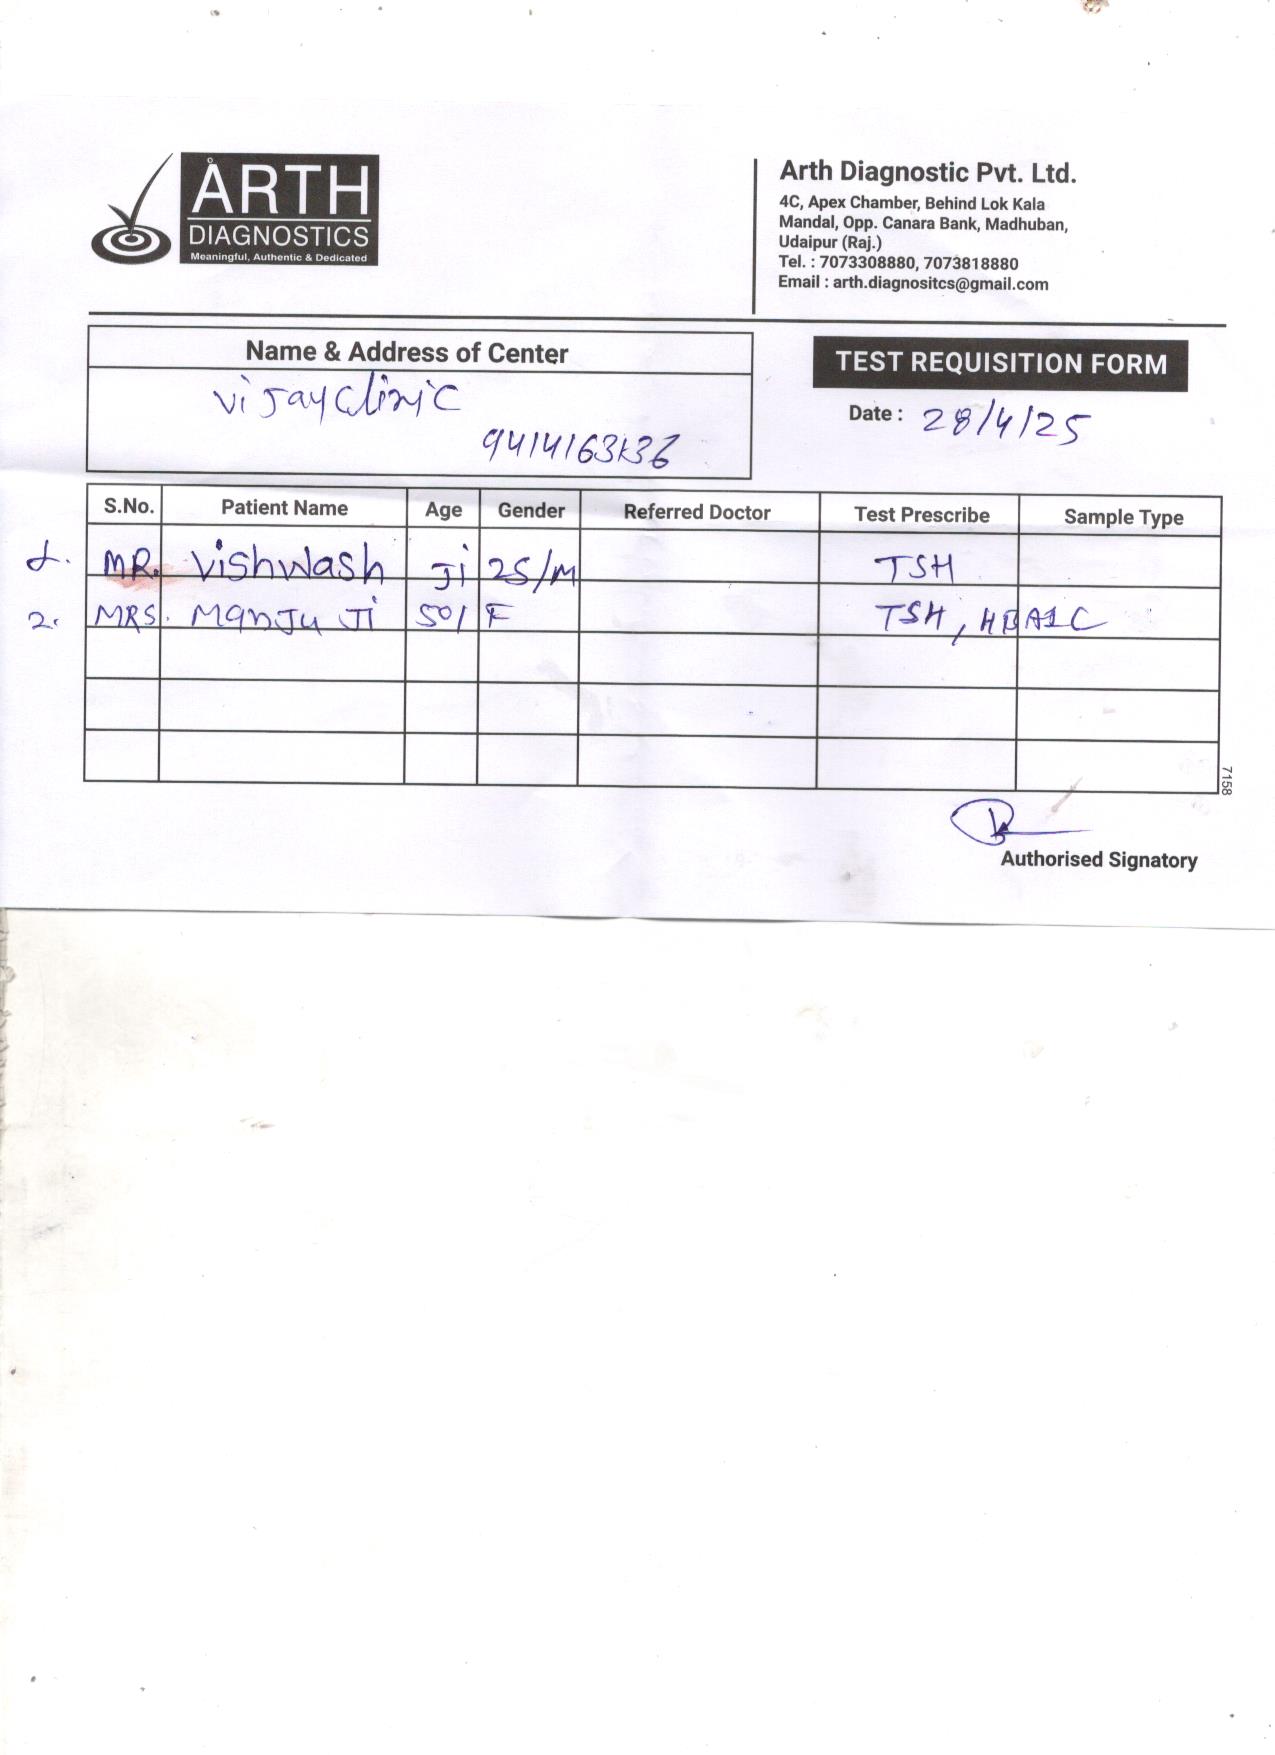 ÅRTH
DIAGNOSTICS
Meaningful, Authentic & Dedicated
Arth Diagnostic Pvt. Ltd.
4C, Apex Chamber, Behind Lok Kala
Mandal, Opp. Canara Bank, Madhuban,
Udaipur (Raj.)
Tel. : 7073308880, 7073818880
Email : arth.diagnositcs@gmail.com
Name & Address of Center
Vijay Clinic
TEST REQUISITION FORM
Date : 28/4/25
S.No. Patient Name Age Gender Referred Doctor Test Prescribe Sample Type
1. MR. Vishwash Ji 25/M TSH
2. MRS. Manju Ji 50/F TSH, HBA1C
7158
Authorised Signatory